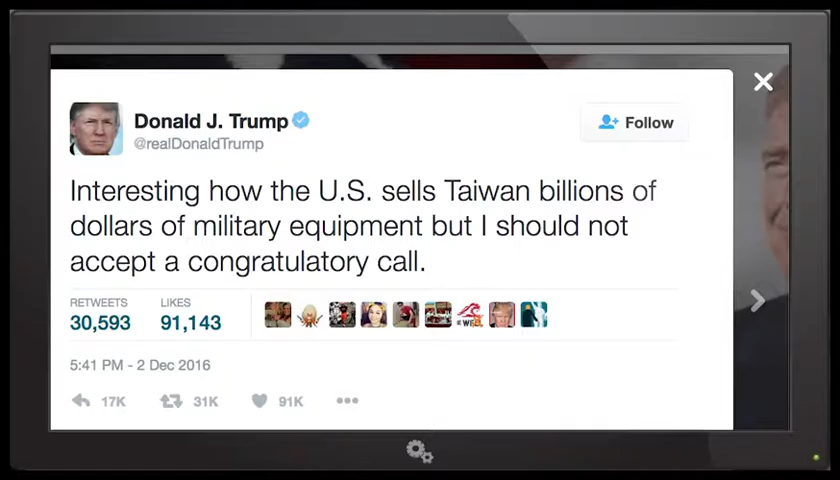 Donald J. Trump
@realDonaldTrump
Follow
Interesting how the U.S. sells Taiwan billions of
dollars of military equipment but I should not
accept a congratulatory call.
RETWEETS LIKES
30,593 91,143
5:41 PM - 2 Dec 2016
17K 31K 91K